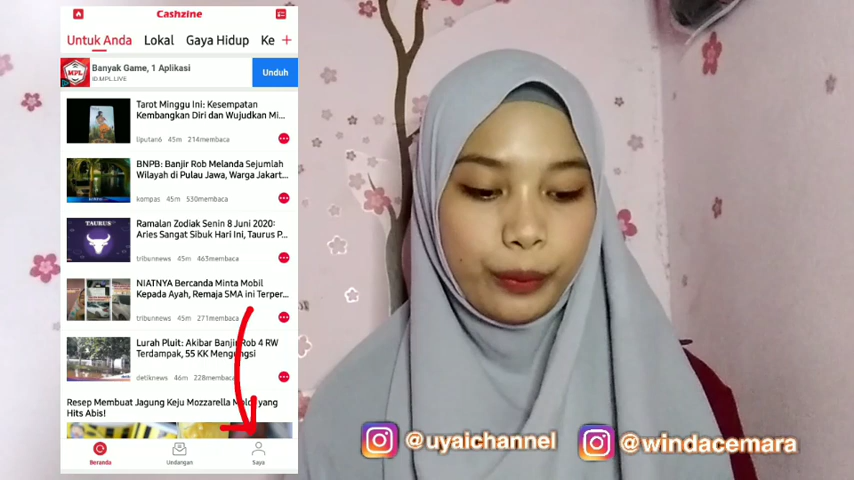 Cashzine
Untuk Anda Lokal Gaya Hidup Ke +
MPL
Banyak Game, 1 Aplikasi
ID.MPL.LIVE
Unduh
Tarot Minggu Ini: Kesempatan
Kembangkan Diri dan Wujudkan Mi...
liputan6 45m 214membaca
BNPB: Banjir Rob Melanda Sejumlah
Wilayah di Pulau Jawa, Warga Jakart...
kompas 45m 530membaca
TAURUS
Ramalan Zodiak Senin 8 Juni 2020:
Aries Sangat Sibuk Hari Ini, Taurus P...
tribunnews 45m 463membaca
NIATNYA Bercanda Minta Mobil
Kepada Ayah, Remaja SMA ini Terper...
tribunnews 45m 271membaca
Lurah Pluit: Akibar Banjir Rob 4 RW
Terdampak, 55 KK Mengungsi
detiknews 46m 228membaca
Resep Membuat Jagung Keju Mozzarella Molor yang
Hits Abis!
Beranda Undangan Saya
@uyaichannel @windacemara